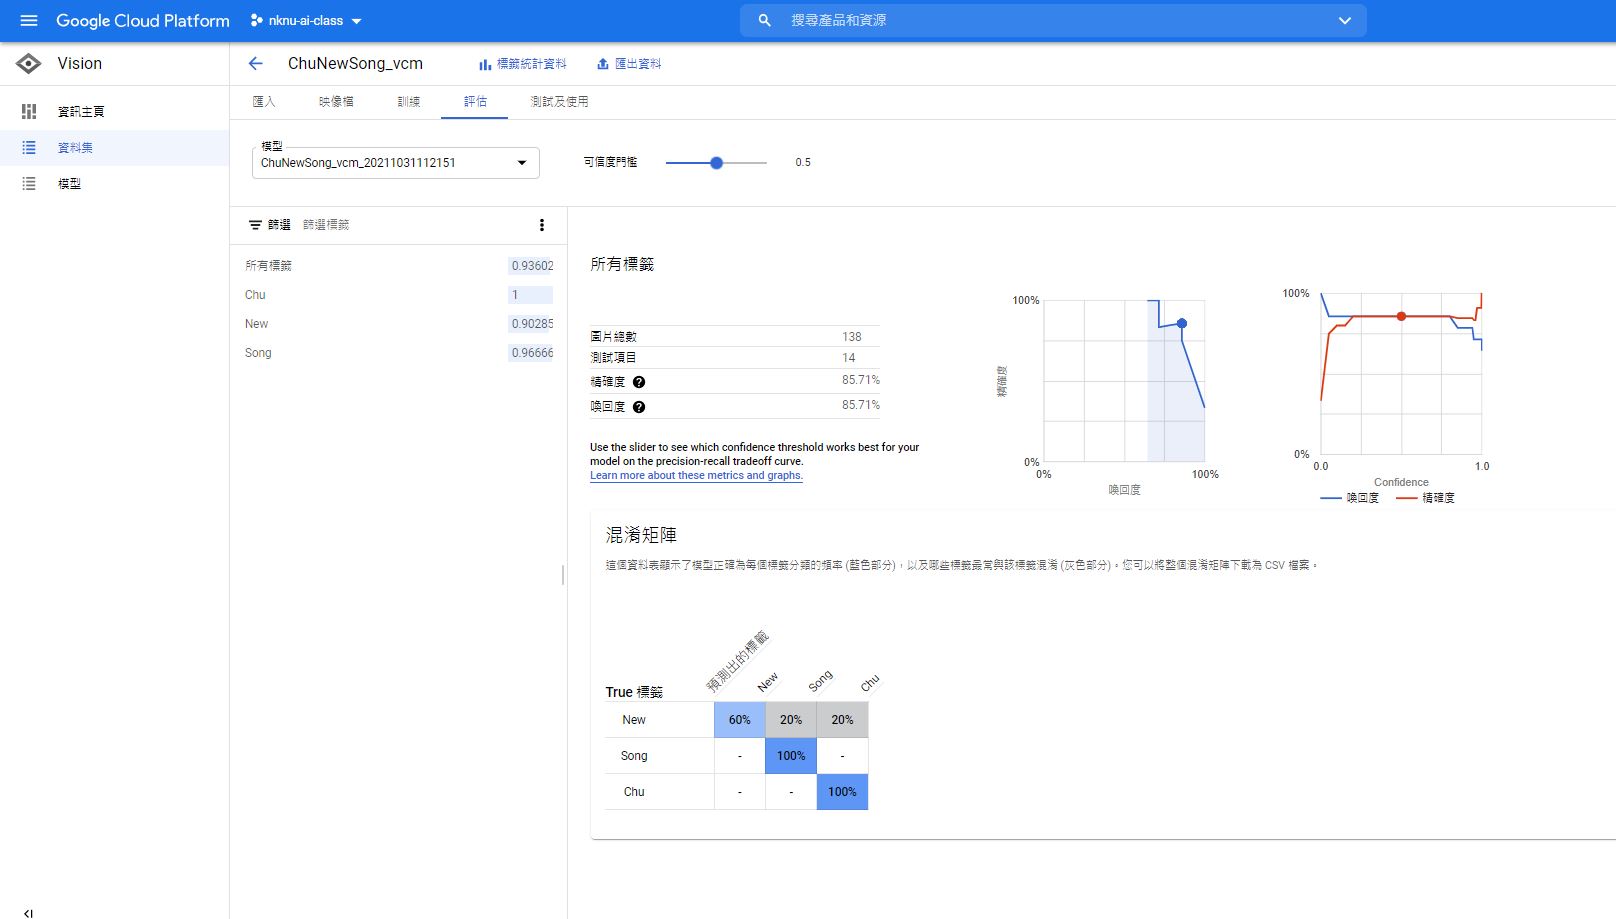 Google Cloud Platform nknu-ai-class 搜尋產品和資源
Vision
ChuNewSong_vcm 標籤統計資料 匯出資料
資訊主頁
資料集
模型
匯入 映像檔 訓練 評估 測試及使用
模型
ChuNewSong_vcm_20211031112151
可信度門檻 0.5
篩選 篩選標籤
所有標籤 0.93602
Chu 1
New 0.90285
Song 0.96666
所有標籤
圖片總數 138
測試項目 14
精確度 ? 85.71%
喚回度 ? 85.71%
Use the slider to see which confidence threshold works best for your
model on the precision-recall tradeoff curve.
Learn more about these metrics and graphs.
100%
精確度
0%
0% 100%
喚回度
100%
0%
0.0 1.0
Confidence
喚回度 精確度
混淆矩陣
這個資料表顯示了模型正確為每個標籤分類的頻率 (藍色部分)，以及哪些標籤最常與該標籤混淆 (灰色部分)。您可以將整個混淆矩陣下載為 CSV 檔案。
預測出的標籤
True 標籤 New Song Chu
New 60% 20% 20%
Song - 100% -
Chu - - 100%